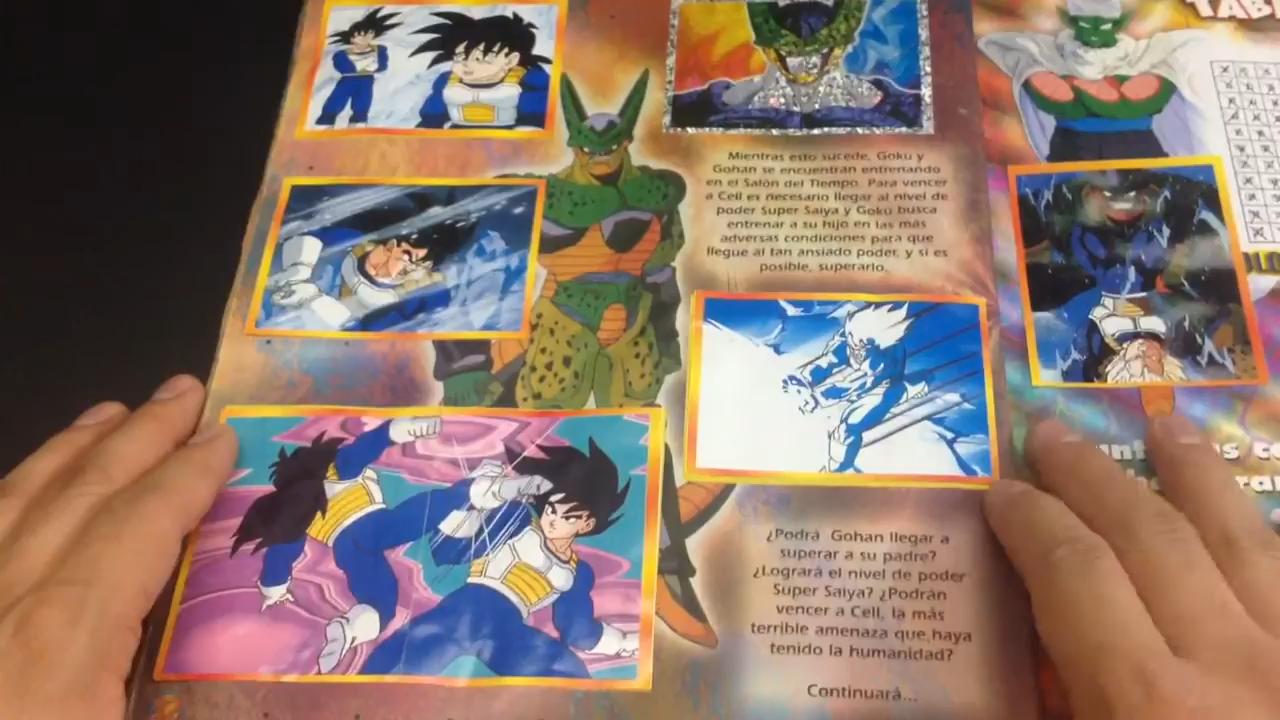 Mientras esto sucede, Goku y
Gohan se encuentran entrenando
en el Salón del Tiempo. Para vencer
a Cell es necesario llegar al nivel de
poder Super Saiya y Goku busca
entrenar a su hijo en las más
adversas condiciones para que
llegue al tan ansiado poder, y si es
posible, superarlo.
¿Podrá Gohan llegar a
superar a su padre?
¿Logrará el nivel de poder
Super Saiya? ¿Podrán
vencer a Cell, la más
terrible amenaza que haya
tenido la humanidad?
Continuará...